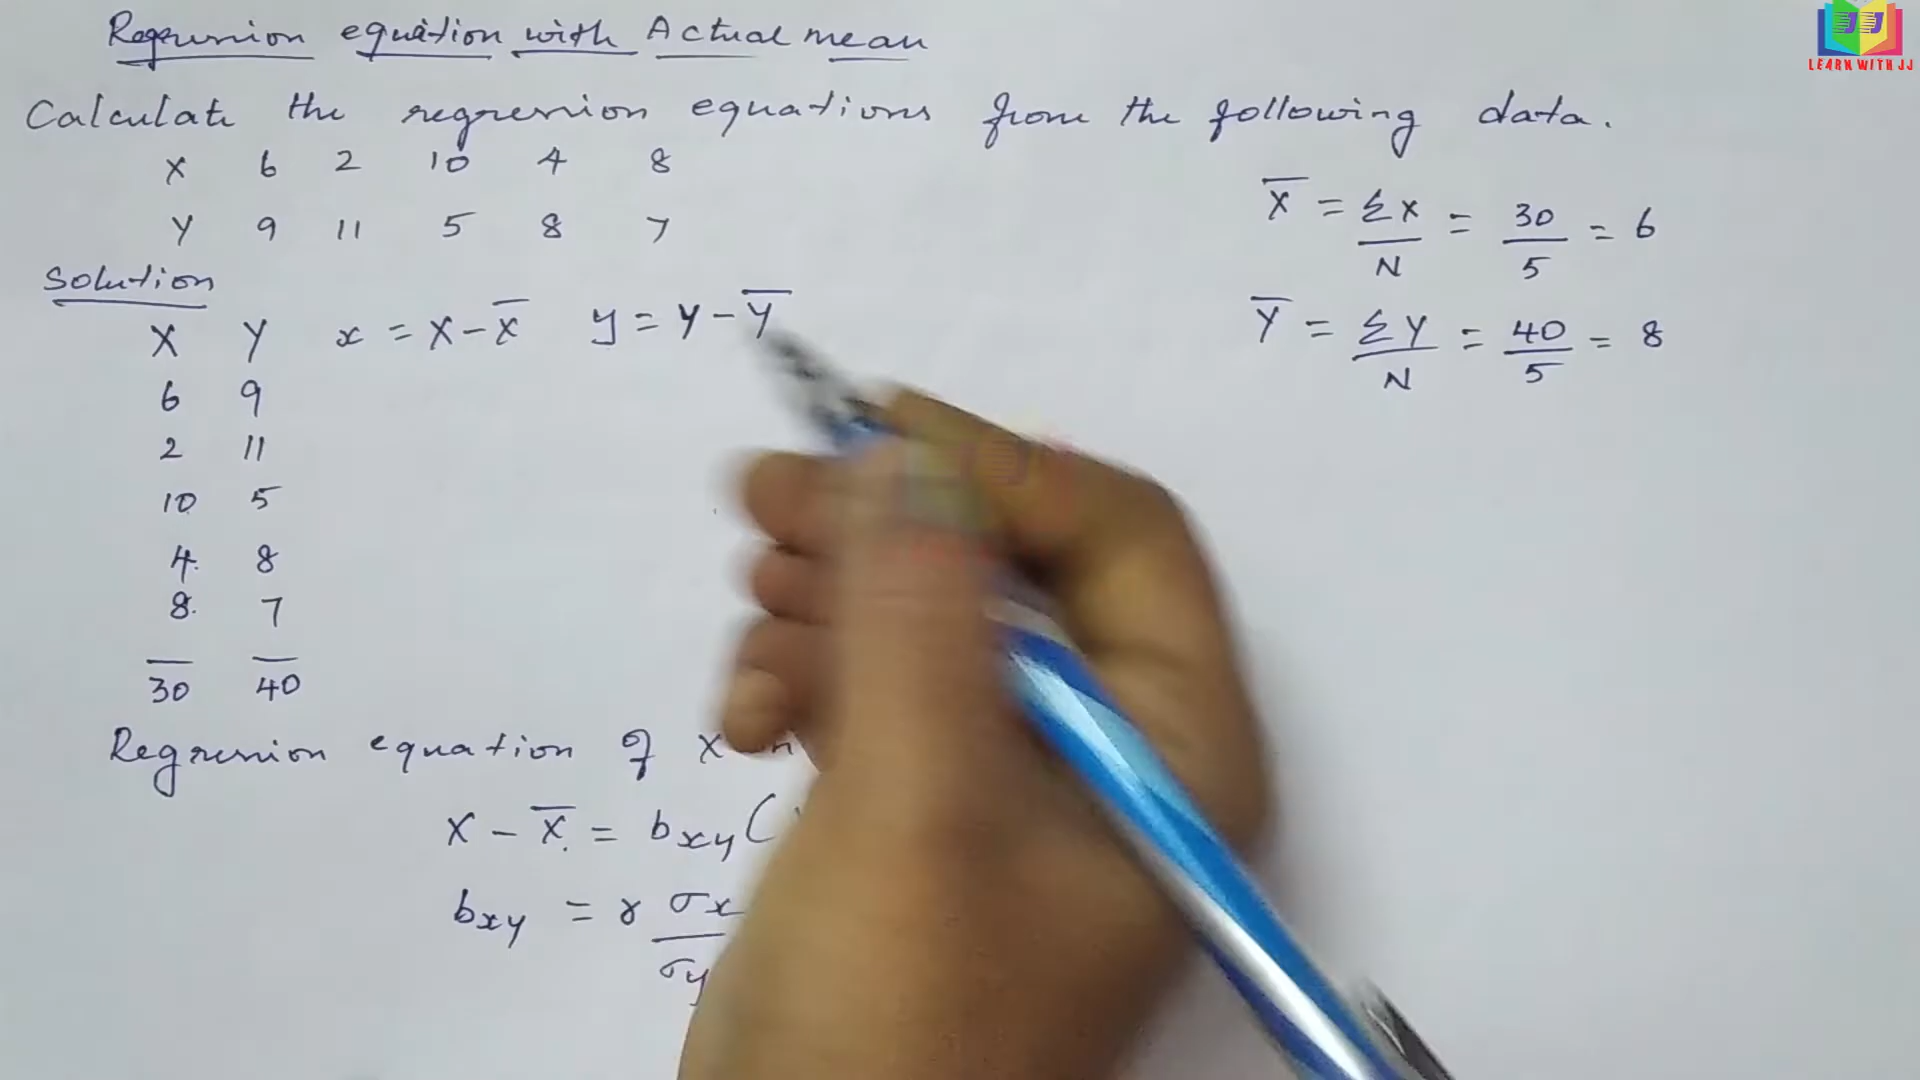 Regression equation with Actual mean
Calculate the regression equations from the following data.
X 6 2 10 4 8
Y 9 11 5 8 7
Solution
X Y x = X - X̅ y = Y - Y̅
6 9
2 11
10 5
4 8
8 7
30 40
X̅ = ΣX/N = 30/5 = 6
Y̅ = ΣY/N = 40/5 = 8
Regression equation of X
X - X̅ = bxy (
bxy = r σx/σy
JJ
LEARN WITH JJ